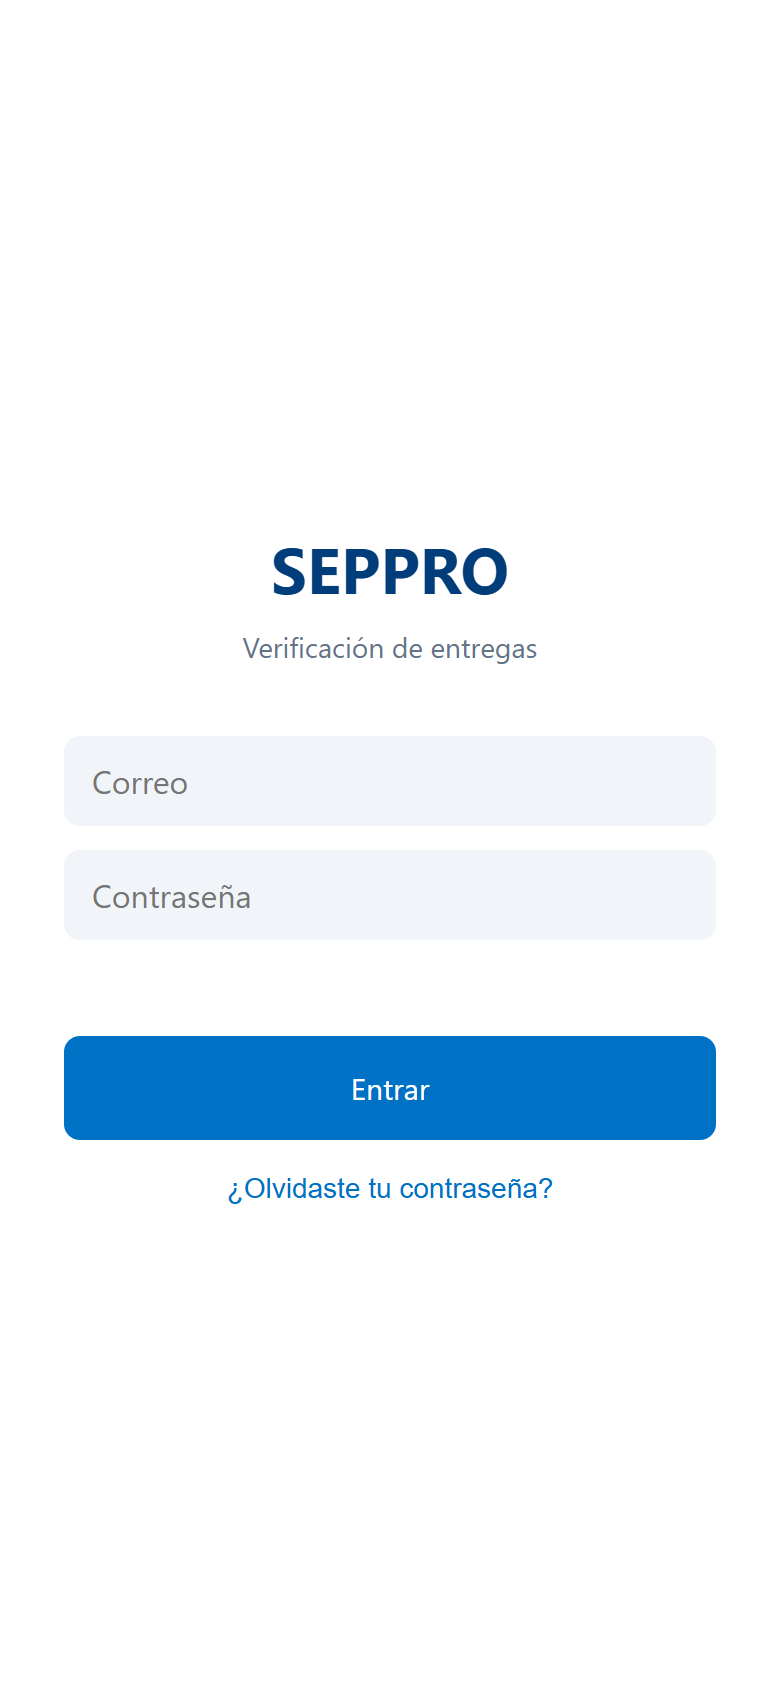 SEPPRO
Verificación de entregas
Correo
Contraseña
Entrar
¿Olvidaste tu contraseña?